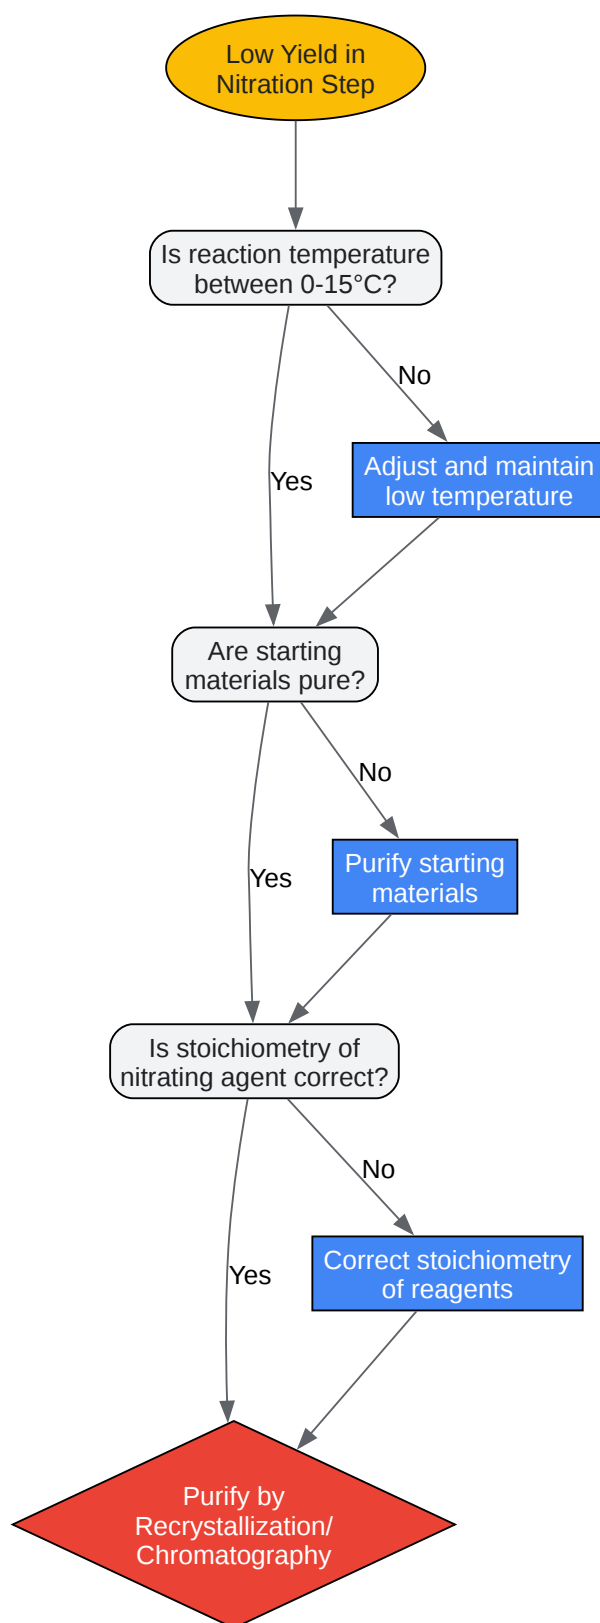 Low Yield in
Nitration Step
Is reaction temperature
between 0-15°C?
No
Adjust and maintain
low temperature
Yes
Are starting
materials pure?
No
Purify starting
materials
Yes
Is stoichiometry of
nitrating agent correct?
No
Correct stoichiometry
of reagents
Yes
Purify by
Recrystallization/
Chromatography